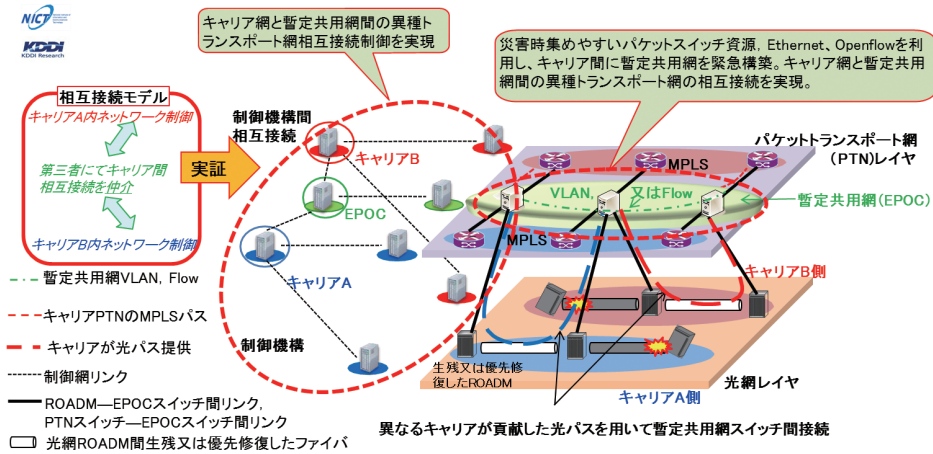 NICT
KDDI
KDDI Research
キャリア網と暫定共用網間の異種ト
ランスポート網相互接続制御を実現
災害時集めやすいパケットスイッチ資源, Ethernet、Openflowを利
用し、キャリア間に暫定共用網を緊急構築。キャリア網と暫定共用
網間の異種トランスポート網の相互接続を実現。
相互接続モデル
キャリアA内ネットワーク制御
第三者にてキャリア間
相互接続を仲介
キャリアB内ネットワーク制御
実証
制御機構間
相互接続
キャリアB
EPOC
キャリアA
制御機構
パケットトランスポート網
(PTN)レイヤ
MPLS
VLAN
又はFlow
暫定共用網(EPOC)
MPLS
キャリアB側
生残又は優先修
復したROADM
キャリアA側
光網レイヤ
暫定共用網VLAN, Flow
キャリアPTNのMPLSパス
キャリアが光パス提供
制御網リンク
ROADM―EPOCスイッチ間リンク,
PTNスイッチ―EPOCスイッチ間リンク
光網ROADM間生残又は優先修復したファイバ
異なるキャリアが貢献した光パスを用いて暫定共用網スイッチ間接続